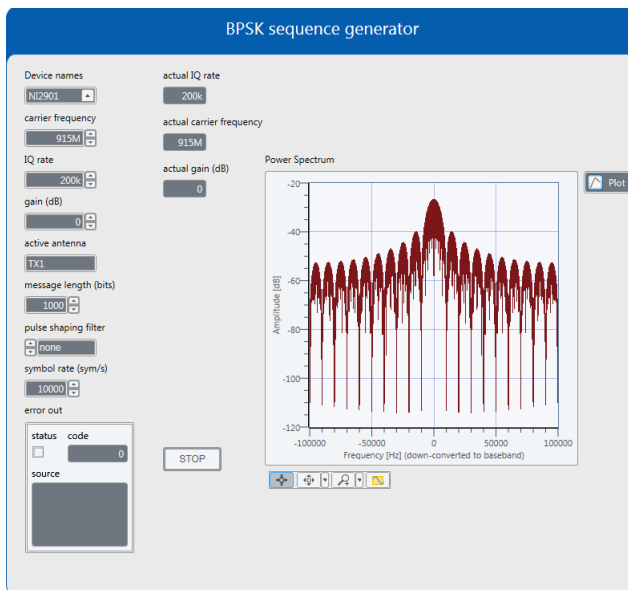 BPSK sequence generator
Device names
NI2901
carrier frequency
915M
IQ rate
200k
gain (dB)
0
active antenna
TX1
message length (bits)
1000
pulse shaping filter
none
symbol rate (sym/s)
10000
error out
status code
0
source
actual IQ rate
200k
actual carrier frequency
915M
actual gain (dB)
0
STOP
Power Spectrum
Plot
Amplitude [dB]
-20
-40
-60
-80
-100
-120
-100000 -50000 0 50000 100000
Frequency [Hz] (down-converted to baseband)